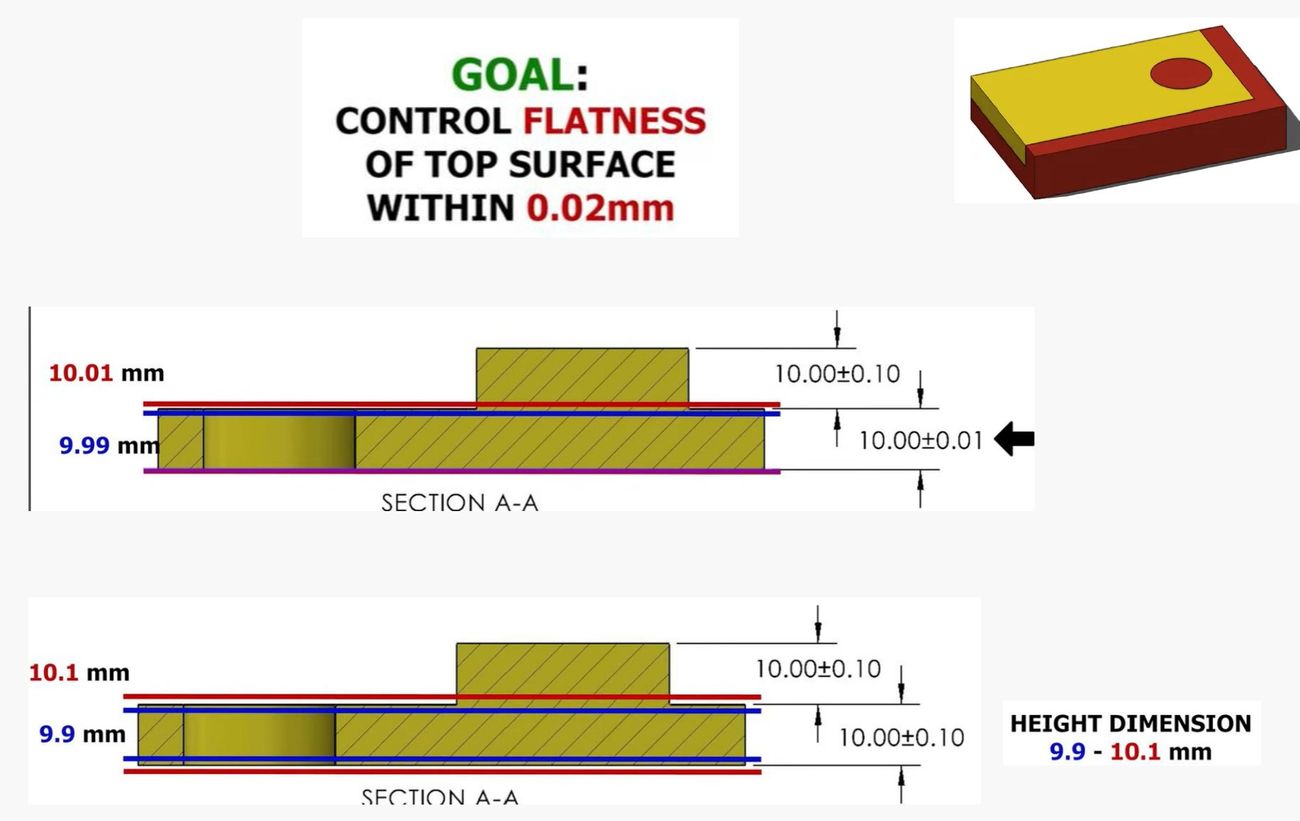 GOAL:
CONTROL FLATNESS
OF TOP SURFACE
WITHIN 0.02mm
10.01 mm
10.00±0.10
9.99 mm
10.00±0.01
SECTION A-A
10.1 mm
10.00±0.10
9.9 mm
10.00±0.10
SECTION A-A
HEIGHT DIMENSION
9.9 - 10.1 mm